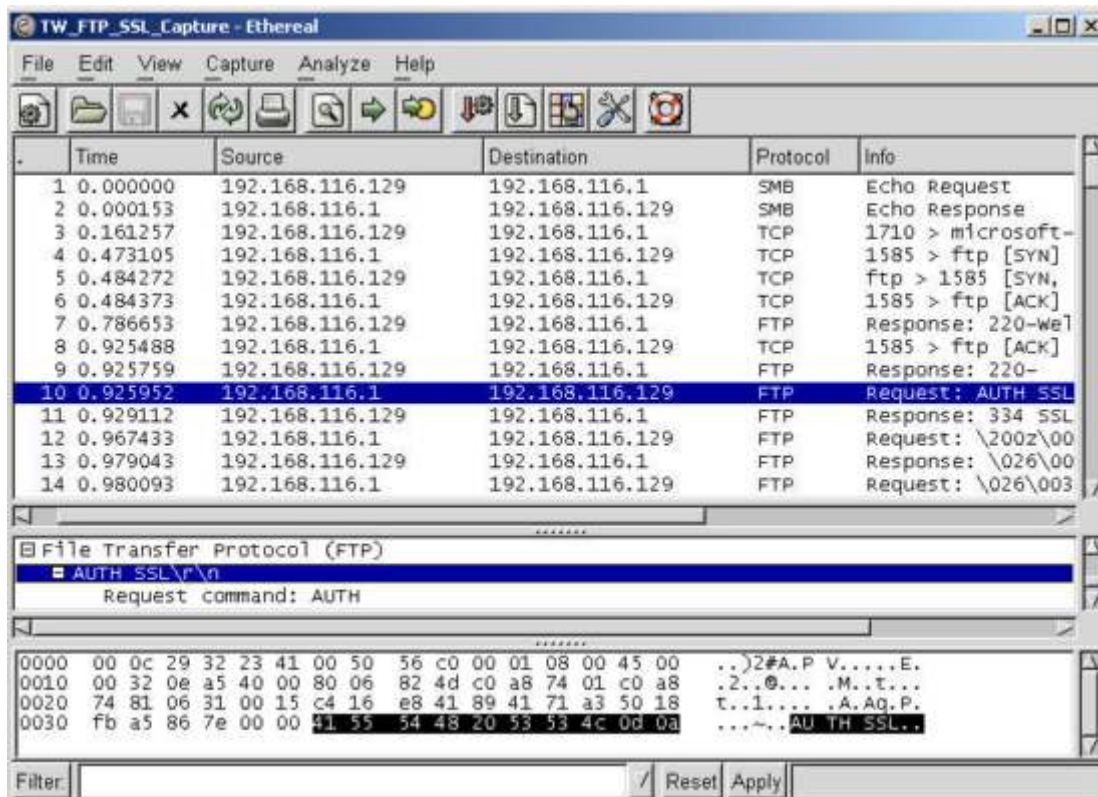 TW_FTP_SSL_Capture - Ethereal
File Edit View Capture Analyze Help
. Time Source Destination Protocol Info
1 0.000000 192.168.116.129 192.168.116.1 SMB Echo Request
2 0.000153 192.168.116.1 192.168.116.129 SMB Echo Response
3 0.161257 192.168.116.129 192.168.116.1 TCP 1710 > microsoft-
4 0.473105 192.168.116.1 192.168.116.129 TCP 1585 > ftp [SYN]
5 0.484272 192.168.116.129 192.168.116.1 TCP ftp > 1585 [SYN,
6 0.484373 192.168.116.1 192.168.116.129 TCP 1585 > ftp [ACK]
7 0.786653 192.168.116.129 192.168.116.1 FTP Response: 220-Wel
8 0.925488 192.168.116.1 192.168.116.129 TCP 1585 > ftp [ACK]
9 0.925759 192.168.116.129 192.168.116.1 FTP Response: 220-
10 0.925952 192.168.116.1 192.168.116.129 FTP Request: AUTH SSL
11 0.929112 192.168.116.129 192.168.116.1 FTP Response: 334 SSL
12 0.967433 192.168.116.1 192.168.116.129 FTP Request: \200z\00
13 0.979043 192.168.116.129 192.168.116.1 FTP Response: \026\00
14 0.980093 192.168.116.1 192.168.116.129 FTP Request: \026\003
File Transfer Protocol (FTP)
AUTH SSL\r\n
Request command: AUTH
0000 00 0c 29 32 23 41 00 50 56 c0 00 01 08 00 45 00 ..)2#A.P V.....E.
0010 00 32 0e a5 40 00 80 06 82 4d c0 a8 74 01 c0 a8 .2..@... .M..t...
0020 74 81 06 31 00 15 c4 16 e8 41 89 41 71 a3 50 18 t..1.... .A.Aq.P.
0030 fb a5 86 7e 00 00 41 55 54 48 20 53 53 4c 0d 0a ...~..AU TH SSL..
Filter: Reset Apply